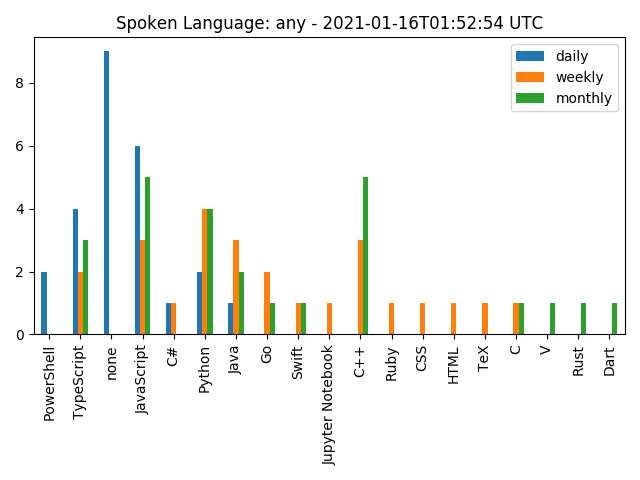 Spoken Language: any - 2021-01-16T01:52:54 UTC
daily
weekly
monthly
8
6
4
2
0
PowerShell
TypeScript
none
JavaScript
C#
Python
Java
Go
Swift
Jupyter Notebook
C++
Ruby
CSS
HTML
TeX
C
V
Rust
Dart